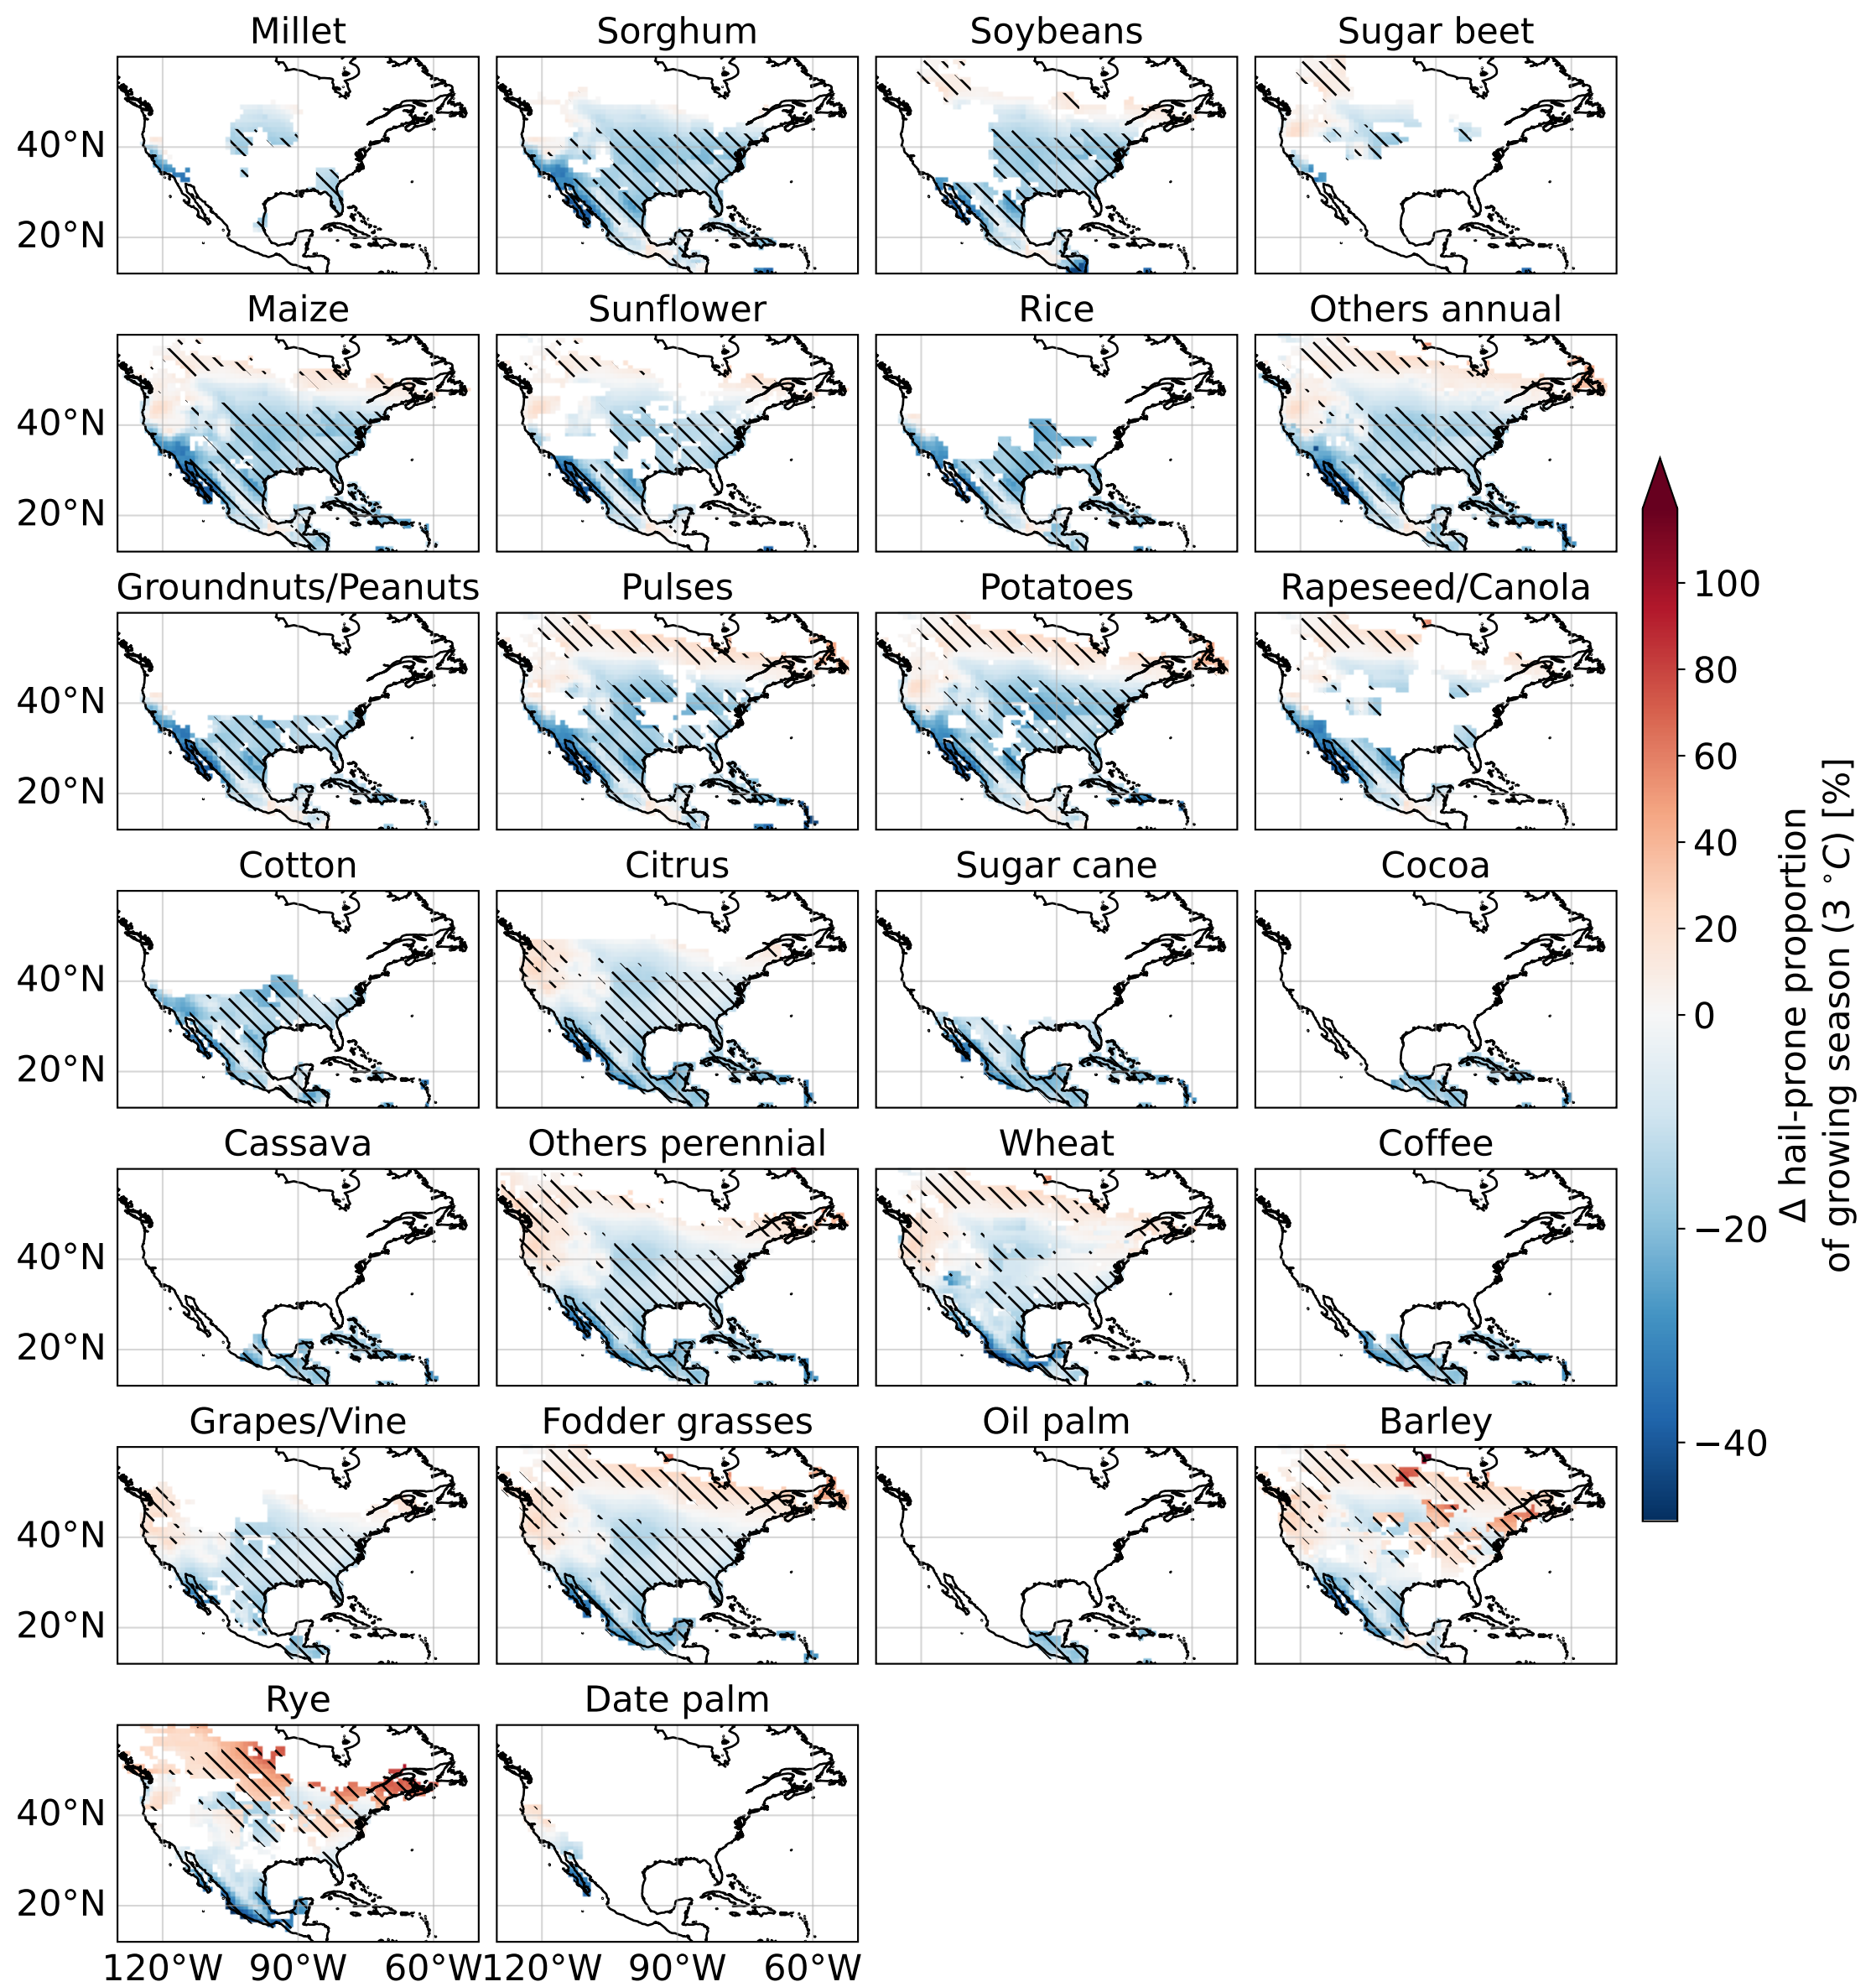 Millet
Sorghum
Soybeans
Sugar beet
40°N
20°N
Maize
Sunflower
Rice
Others annual
40°N
20°N
Groundnuts/Peanuts
Pulses
Potatoes
Rapeseed/Canola
40°N
20°N
Cotton
Citrus
Sugar cane
Cocoa
40°N
20°N
Cassava
Others perennial
Wheat
Coffee
40°N
20°N
Grapes/Vine
Fodder grasses
Oil palm
Barley
40°N
20°N
Rye
Date palm
40°N
20°N
120°W
90°W
60°W
120°W
90°W
60°W
100
80
60
40
20
0
−20
−40
Δ hail-prone proportion
of growing season (3 °C) [%]